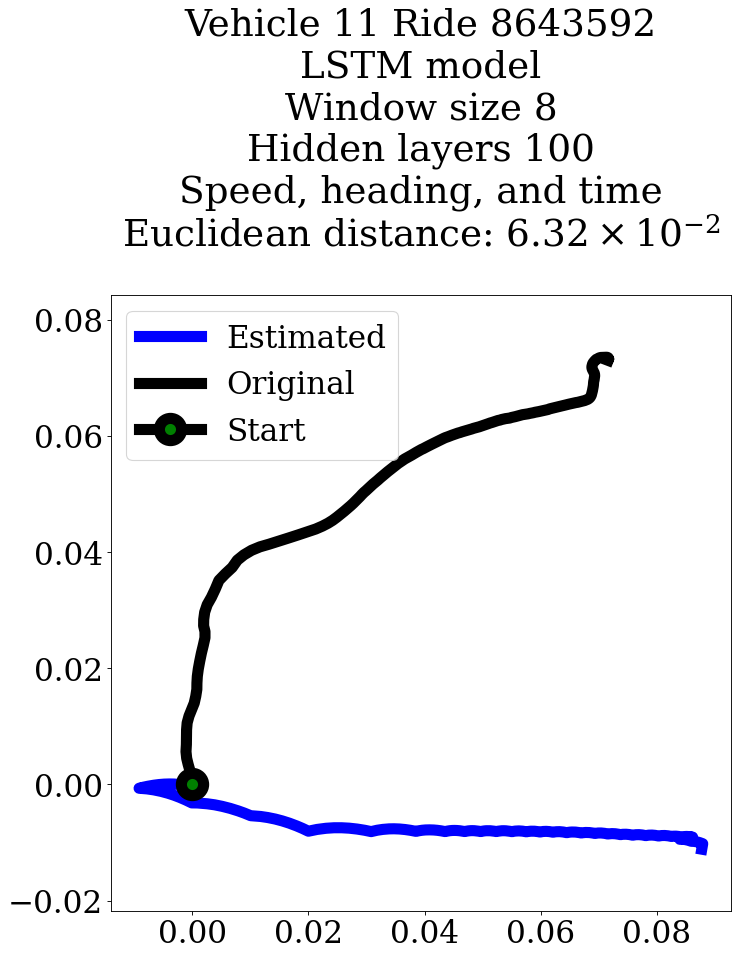 Vehicle 11 Ride 8643592
LSTM model
Window size 8
Hidden layers 100
Speed, heading, and time
Euclidean distance: 6.32 × 10⁻²
Estimated
Original
Start
0.08
0.06
0.04
0.02
0.00
−0.02
0.00 0.02 0.04 0.06 0.08